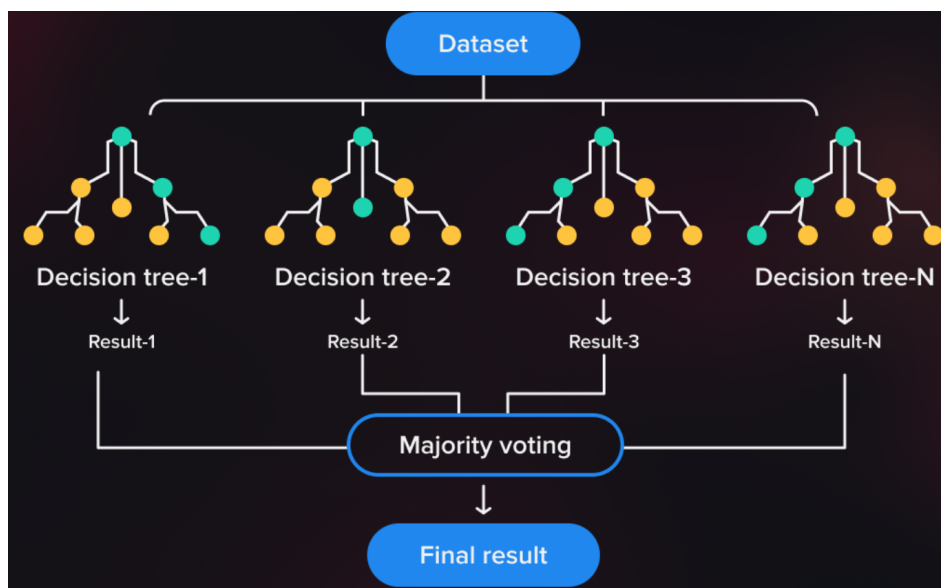 Dataset
Decision tree-1
Decision tree-2
Decision tree-3
Decision tree-N
Result-1
Result-2
Result-3
Result-N
Majority voting
Final result